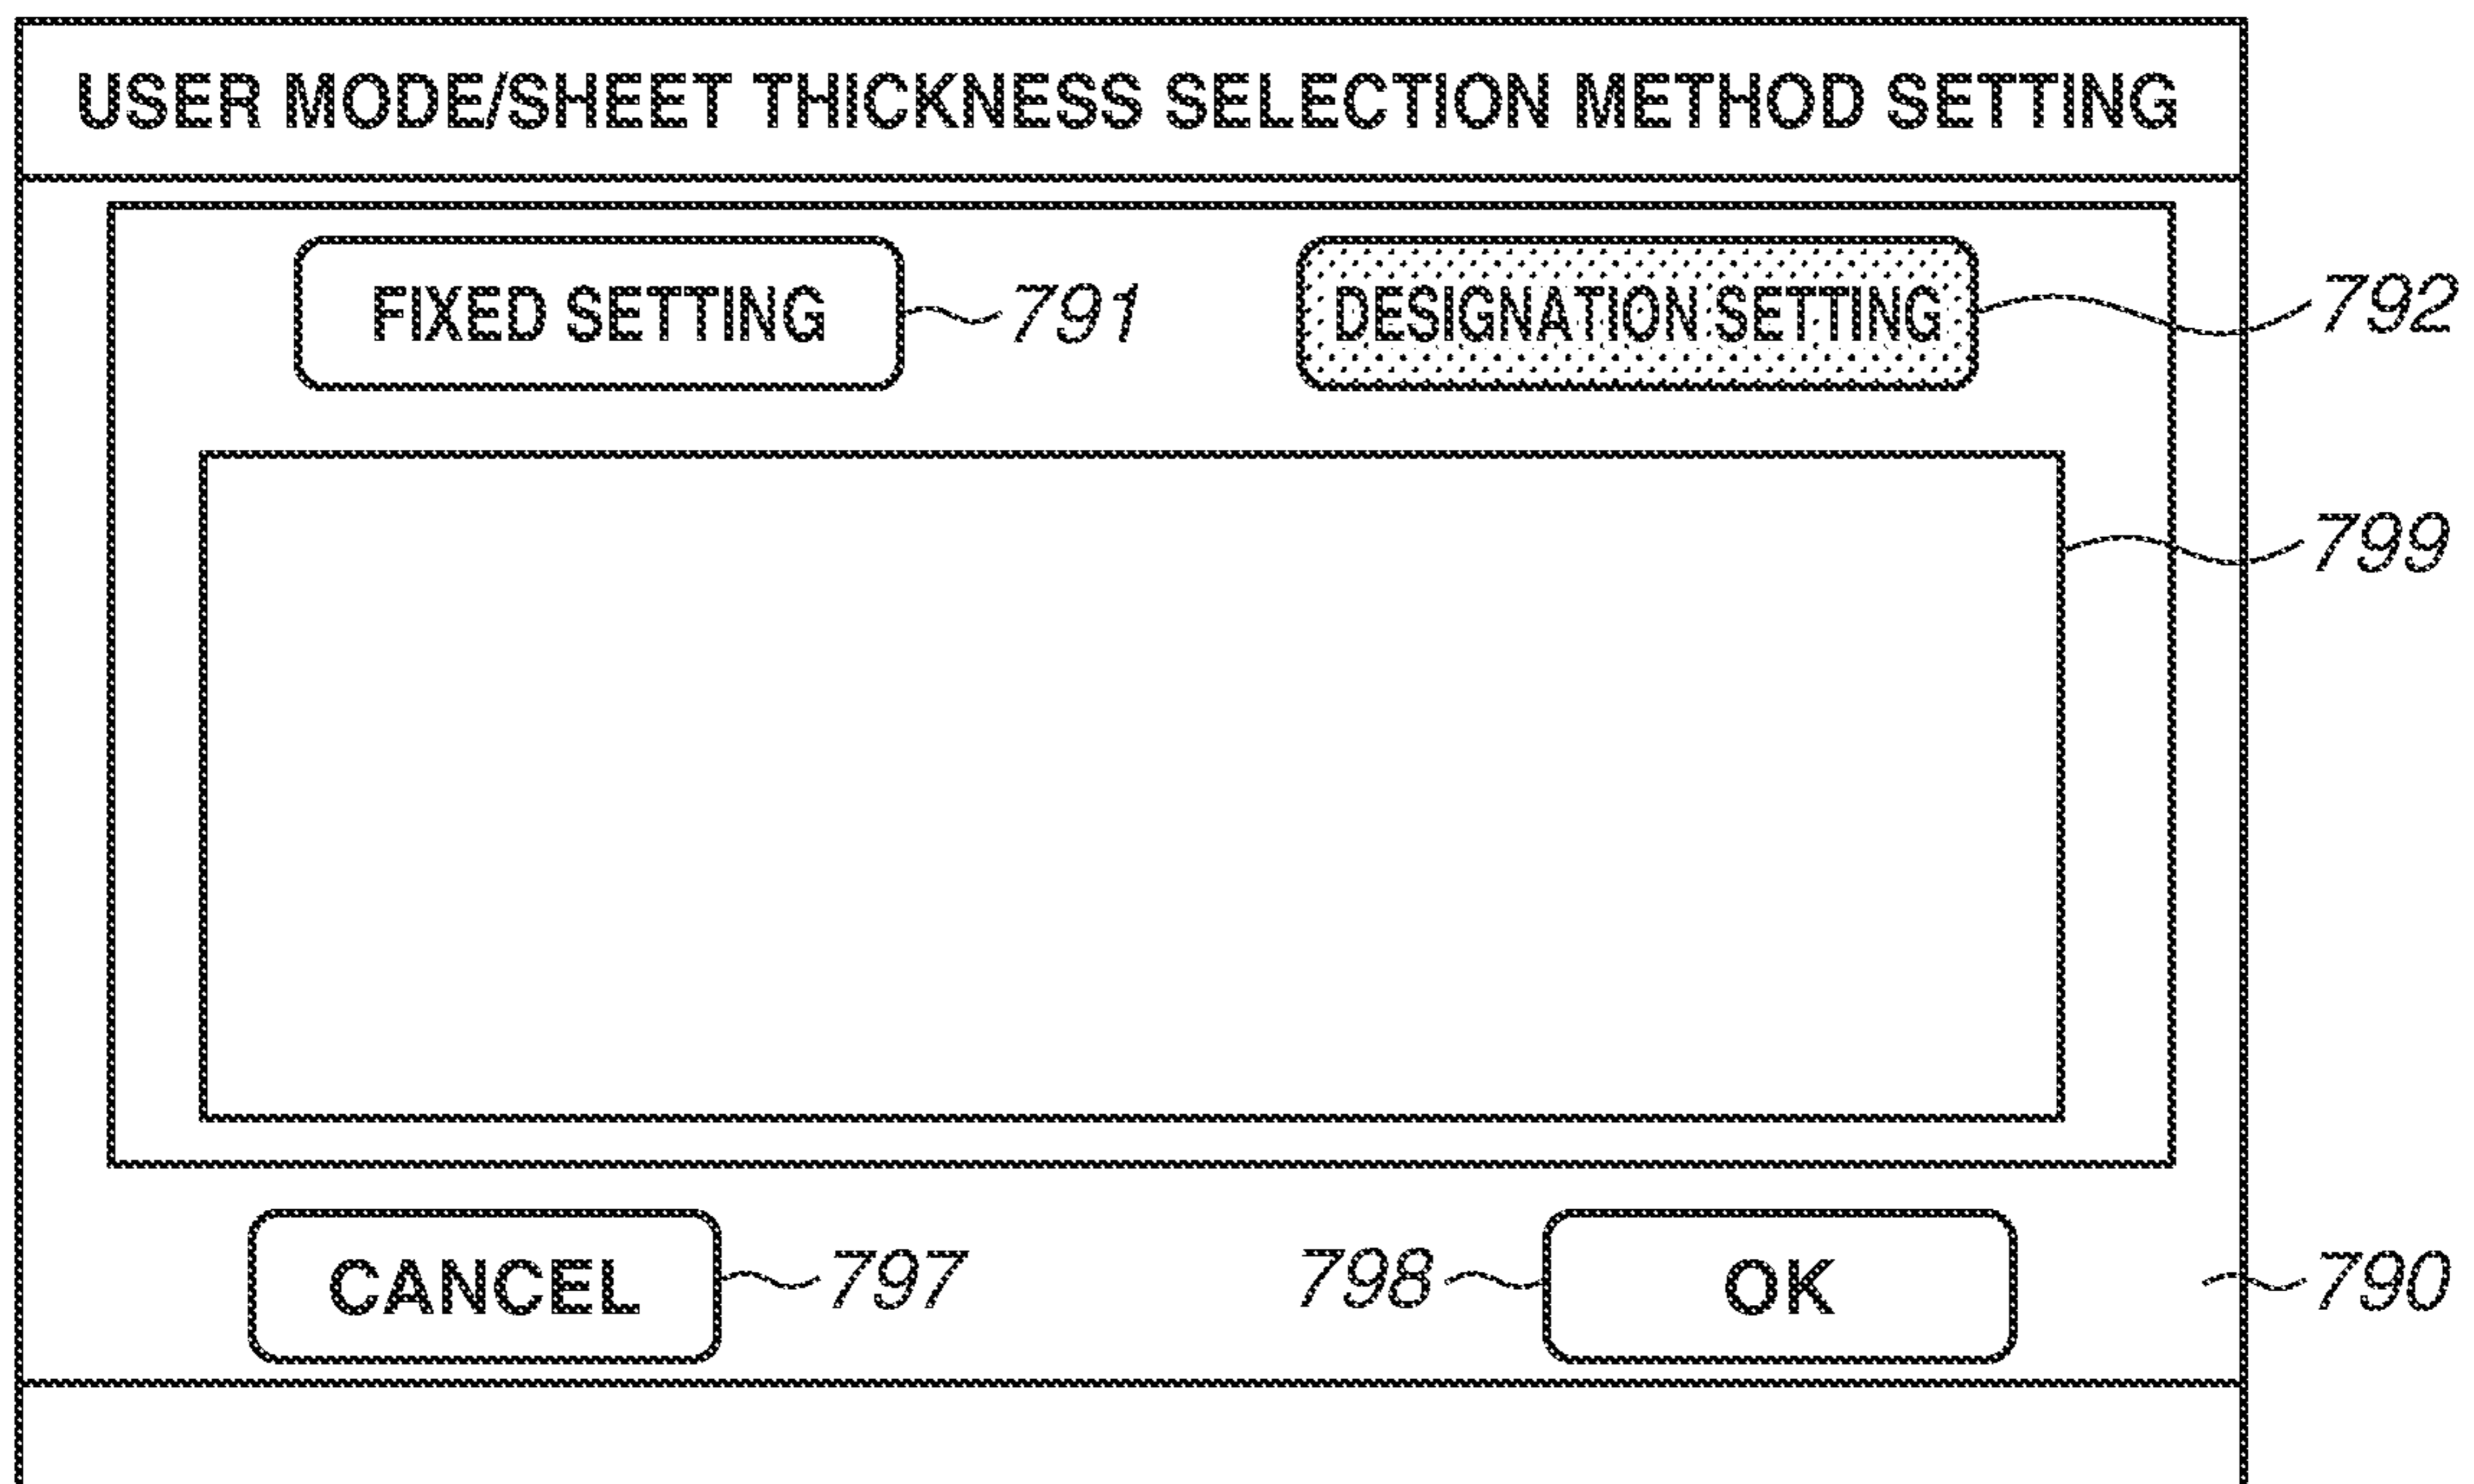 USER MODE/SHEET THICKNESS SELECTION METHOD SETTING
FIXED SETTING 791 DESIGNATION SETTING 792
799
CANCEL 797 798 OK 790